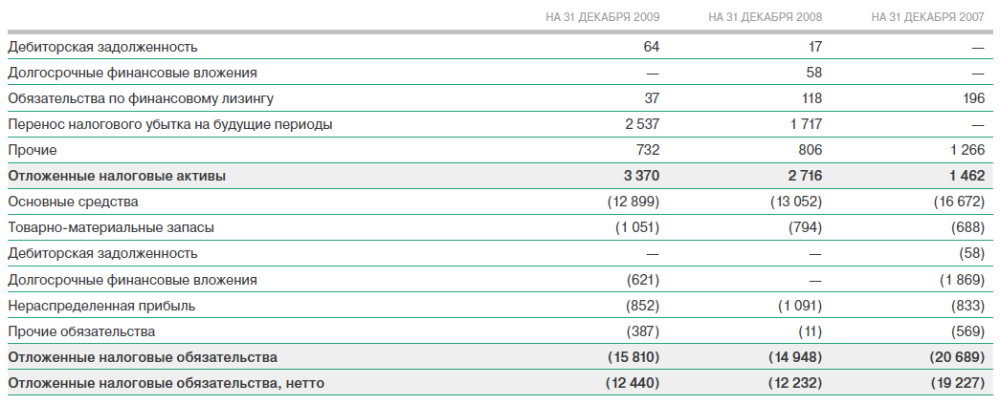 НА 31 ДЕКАБРЯ 2009 НА 31 ДЕКАБРЯ 2008 НА 31 ДЕКАБРЯ 2007
Дебиторская задолженность 64 17 —
Долгосрочные финансовые вложения — 58 —
Обязательства по финансовому лизингу 37 118 196
Перенос налогового убытка на будущие периоды 2 537 1 717 —
Прочие 732 806 1 266
Отложенные налоговые активы 3 370 2 716 1 462
Основные средства (12 899) (13 052) (16 672)
Товарно-материальные запасы (1 051) (794) (688)
Дебиторская задолженность — — (58)
Долгосрочные финансовые вложения (621) — (1 869)
Нераспределенная прибыль (852) (1 091) (833)
Прочие обязательства (387) (11) (569)
Отложенные налоговые обязательства (15 810) (14 948) (20 689)
Отложенные налоговые обязательства, нетто (12 440) (12 232) (19 227)